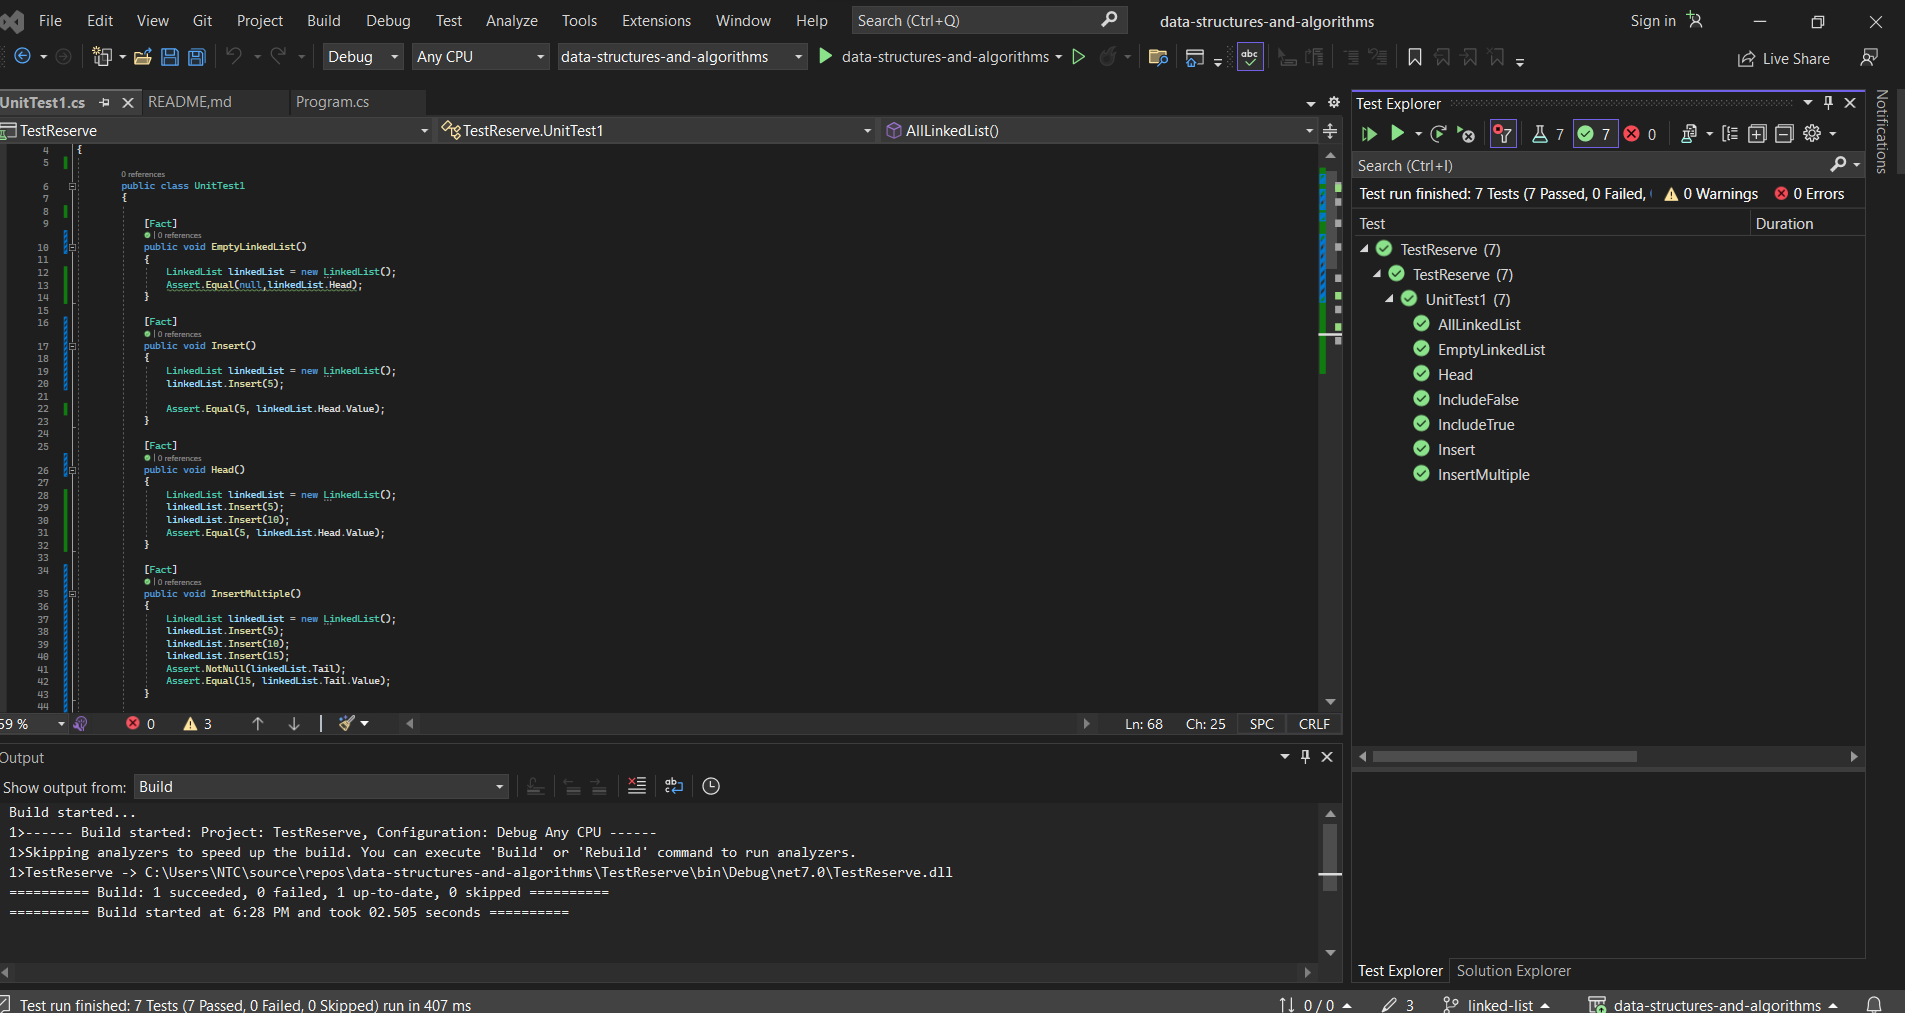 File Edit View Git Project Build Debug Test Analyze Tools Extensions Window Help Search (Ctrl+Q) data-structures-and-algorithms Sign in
Debug Any CPU data-structures-and-algorithms data-structures-and-algorithms abc Live Share
UnitTest1.cs README,md Program.cs
TestReserve TestReserve.UnitTest1 AllLinkedList()
4 {
5
0 references
6 public class UnitTest1
7 {
8
9 [Fact]
0 references
10 public void EmptyLinkedList()
11 {
12 LinkedList linkedList = new LinkedList();
13 Assert.Equal(null,linkedList.Head);
14 }
15
16 [Fact]
0 references
17 public void Insert()
18 {
19 LinkedList linkedList = new LinkedList();
20 linkedList.Insert(5);
21
22 Assert.Equal(5, linkedList.Head.Value);
23 }
24
25 [Fact]
0 references
26 public void Head()
27 {
28 LinkedList linkedList = new LinkedList();
29 linkedList.Insert(5);
30 linkedList.Insert(10);
31 Assert.Equal(5, linkedList.Head.Value);
32 }
33
34 [Fact]
0 references
35 public void InsertMultiple()
36 {
37 LinkedList linkedList = new LinkedList();
38 linkedList.Insert(5);
39 linkedList.Insert(10);
40 linkedList.Insert(15);
41 Assert.NotNull(linkedList.Tail);
42 Assert.Equal(15, linkedList.Tail.Value);
43 }
44
59 % 0 3 Ln: 68 Ch: 25 SPC CRLF
Output
Show output from: Build
Build started...
1>------ Build started: Project: TestReserve, Configuration: Debug Any CPU ------
1>Skipping analyzers to speed up the build. You can execute 'Build' or 'Rebuild' command to run analyzers.
1>TestReserve -> C:\Users\NTC\source\repos\data-structures-and-algorithms\TestReserve\bin\Debug\net7.0\TestReserve.dll
========== Build: 1 succeeded, 0 failed, 1 up-to-date, 0 skipped ==========
========== Build started at 6:28 PM and took 02.505 seconds ==========
Test Explorer
7 7 0
Search (Ctrl+I)
Test run finished: 7 Tests (7 Passed, 0 Failed, 0 Warnings 0 Errors
Test Duration
TestReserve (7)
TestReserve (7)
UnitTest1 (7)
AllLinkedList
EmptyLinkedList
Head
IncludeFalse
IncludeTrue
Insert
InsertMultiple
Test Explorer Solution Explorer
Notifications
Test run finished: 7 Tests (7 Passed, 0 Failed, 0 Skipped) run in 407 ms 0 / 0 3 linked-list data-structures-and-algorithms